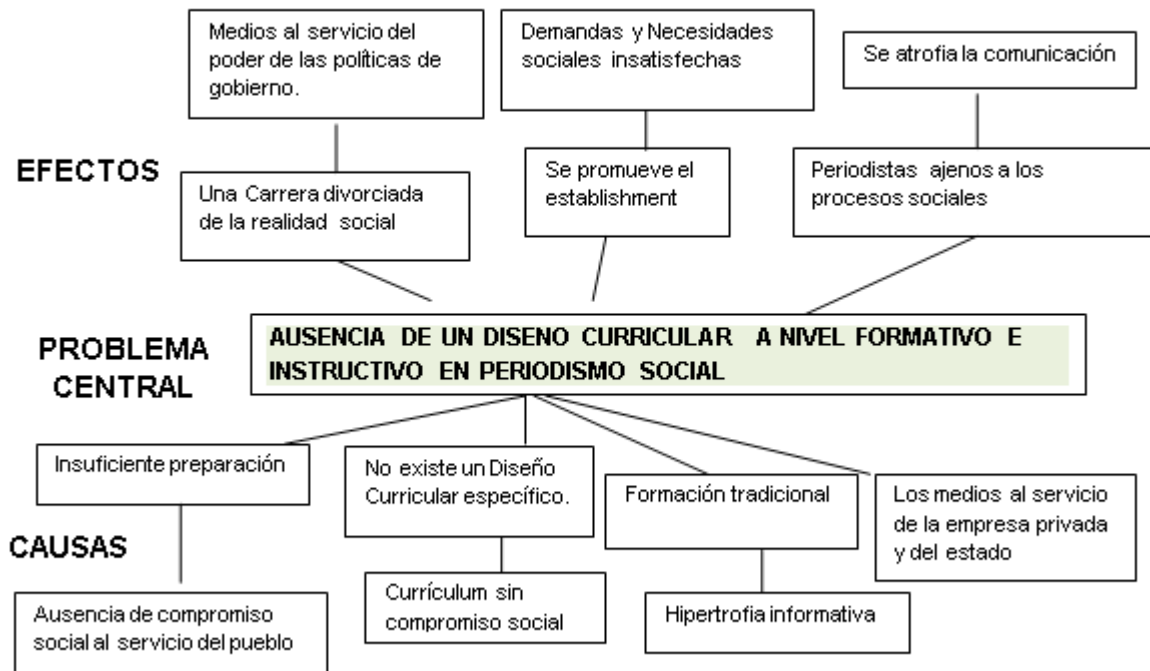 Medios al servicio del
poder de las políticas de
gobierno.
Demandas y Necesidades
sociales insatisfechas
Se atrofia la comunicación
EFECTOS
Una Carrera divorciada
de la realidad social
Se promueve el
establishment
Periodistas ajenos a los
procesos sociales
PROBLEMA
CENTRAL
AUSENCIA DE UN DISENO CURRICULAR A NIVEL FORMATIVO E
INSTRUCTIVO EN PERIODISMO SOCIAL
Insuficiente preparación
No existe un Diseño
Curricular específico.
Formación tradicional
Los medios al servicio
de la empresa privada
y del estado
CAUSAS
Ausencia de compromiso
social al servicio del pueblo
Currículum sin
compromiso social
Hipertrofia informativa